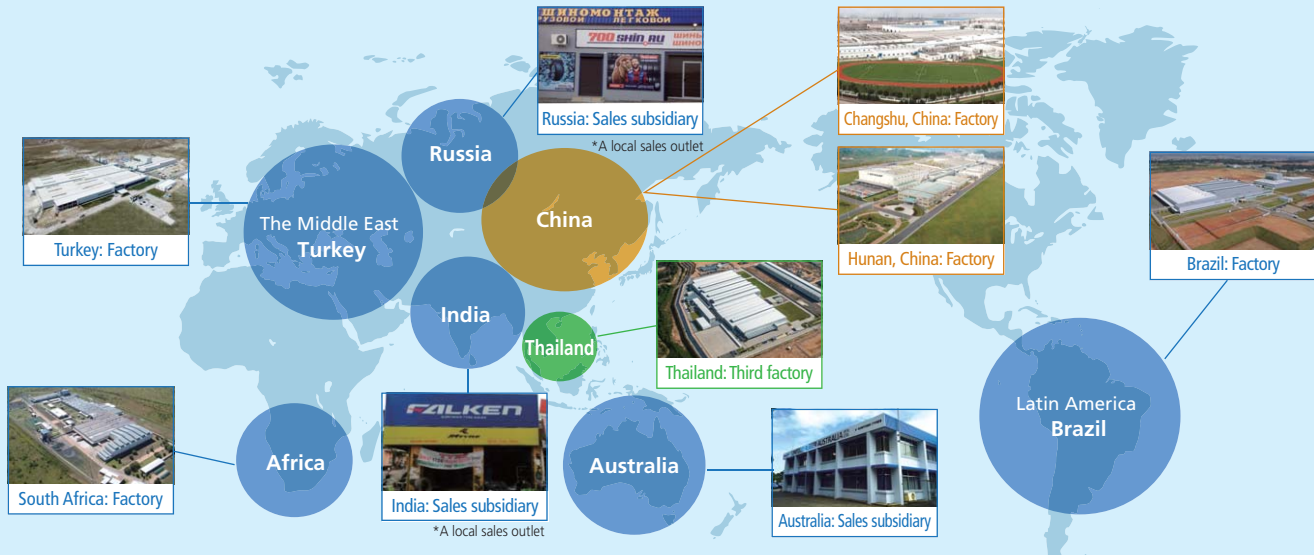 ШИНОМОНТАЖ
ГРУЗОВОЙ ЛЕГКОВОЙ
700 SHIN.RU
Russia: Sales subsidiary
*A local sales outlet
Changshu, China: Factory
Hunan, China: Factory
Turkey: Factory
Brazil: Factory
Russia
The Middle East
Turkey
China
India
Thailand
Thailand: Third factory
Latin America
Brazil
South Africa: Factory
Africa
FALKEN
India: Sales subsidiary
*A local sales outlet
Australia
AUSTRALIA
Australia: Sales subsidiary